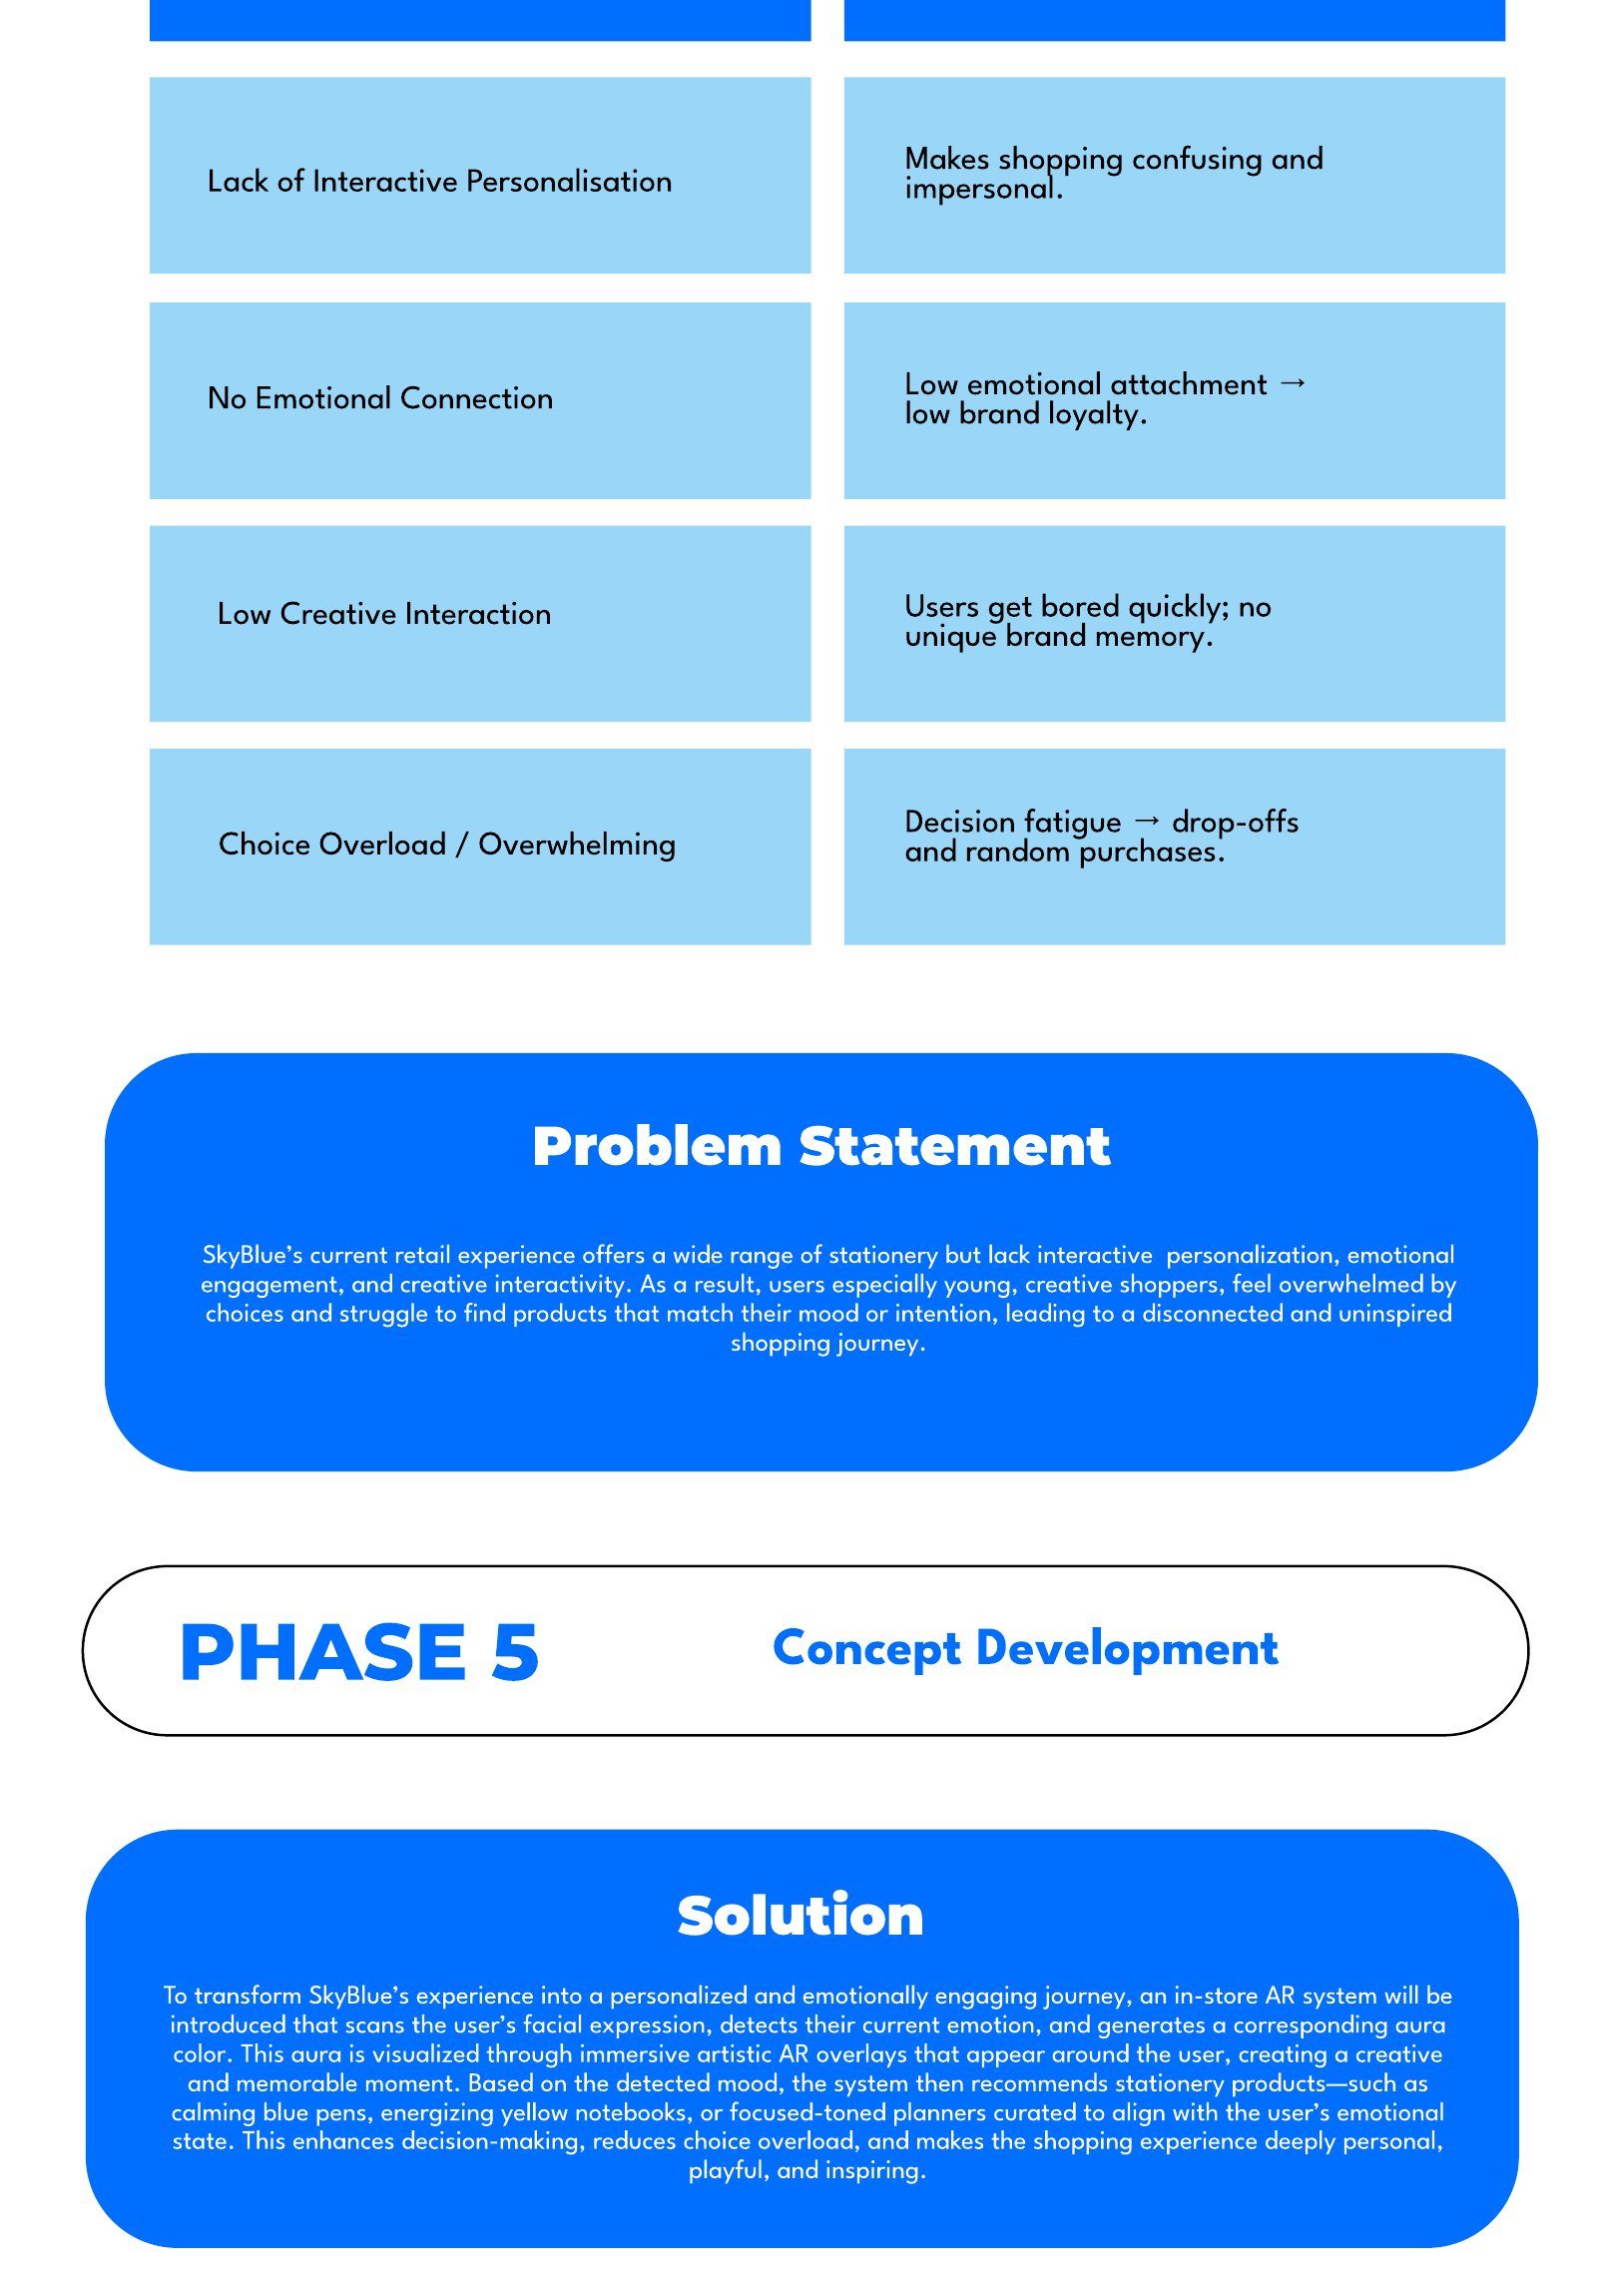 Lack of Interactive Personalisation
Makes shopping confusing and
impersonal.
No Emotional Connection
Low emotional attachment →
low brand loyalty.
Low Creative Interaction
Users get bored quickly; no
unique brand memory.
Choice Overload / Overwhelming
Decision fatigue → drop-offs
and random purchases.
Problem Statement
SkyBlue’s current retail experience offers a wide range of stationery but lack interactive  personalization, emotional
engagement, and creative interactivity. As a result, users especially young, creative shoppers, feel overwhelmed by
choices and struggle to find products that match their mood or intention, leading to a disconnected and uninspired
shopping journey.
PHASE 5
Concept Development
Solution
To transform SkyBlue’s experience into a personalized and emotionally engaging journey, an in-store AR system will be
introduced that scans the user’s facial expression, detects their current emotion, and generates a corresponding aura
color. This aura is visualized through immersive artistic AR overlays that appear around the user, creating a creative
and memorable moment. Based on the detected mood, the system then recommends stationery products—such as
calming blue pens, energizing yellow notebooks, or focused-toned planners curated to align with the user’s emotional
state. This enhances decision-making, reduces choice overload, and makes the shopping experience deeply personal,
playful, and inspiring.